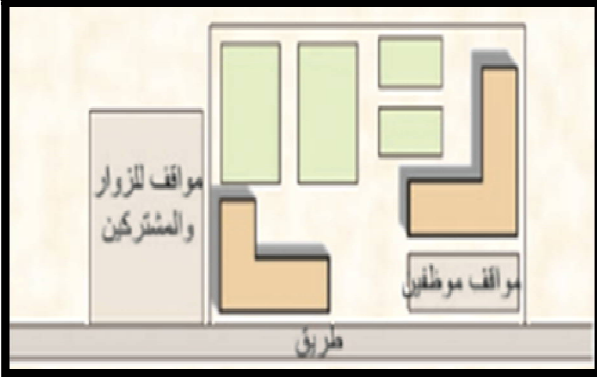 مواقف للزوار
والمشتركين
مواقف موظفين
طريق